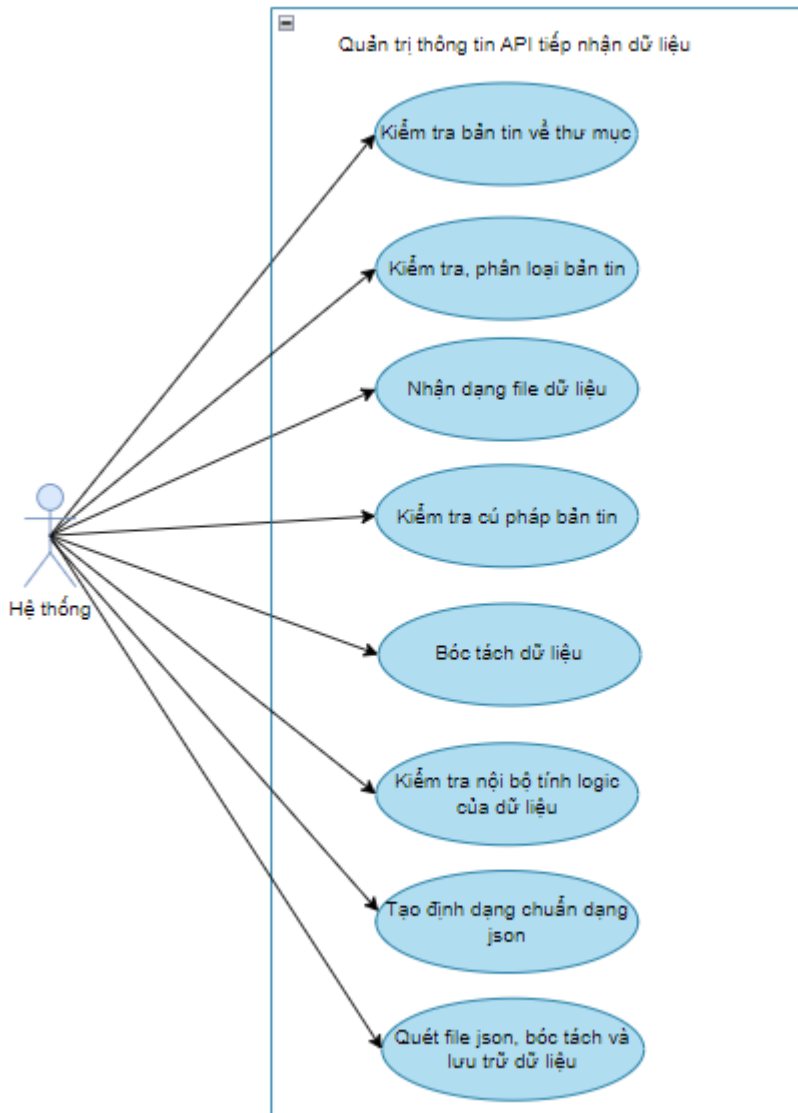 Quản trị thông tin API tiếp nhận dữ liệu
Kiểm tra bản tin về thư mục
Kiểm tra, phân loại bản tin
Nhận dạng file dữ liệu
Kiểm tra cú pháp bản tin
Hệ thống
Bóc tách dữ liệu
Kiểm tra nội bộ tính logic
của dữ liệu
Tạo định dạng chuẩn dạng
json
Quét file json, bóc tách và
lưu trữ dữ liệu